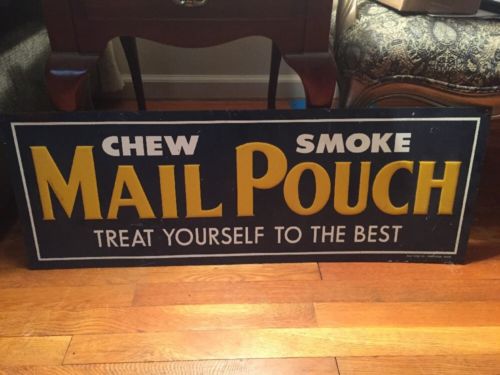 CHEW SMOKE
MAIL POUCH
TREAT YOURSELF TO THE BEST